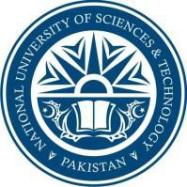 NATIONAL UNIVERSITY OF SCIENCES & TECHNOLOGY
PAKISTAN